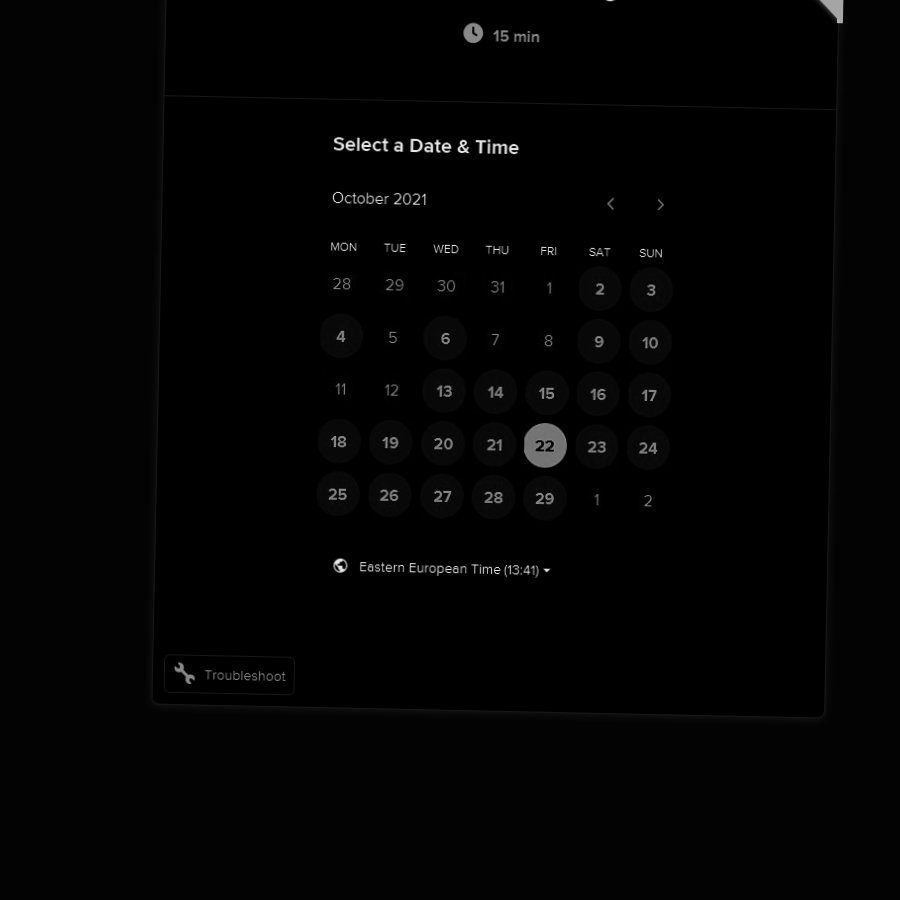 15 min
Select a Date & Time
October 2021
MON TUE WED THU FRI SAT SUN
28 29 30 31 1 2 3
4 5 6 7 8 9 10
11 12 13 14 15 16 17
18 19 20 21 22 23 24
25 26 27 28 29 1 2
Eastern European Time (13:41)
Troubleshoot